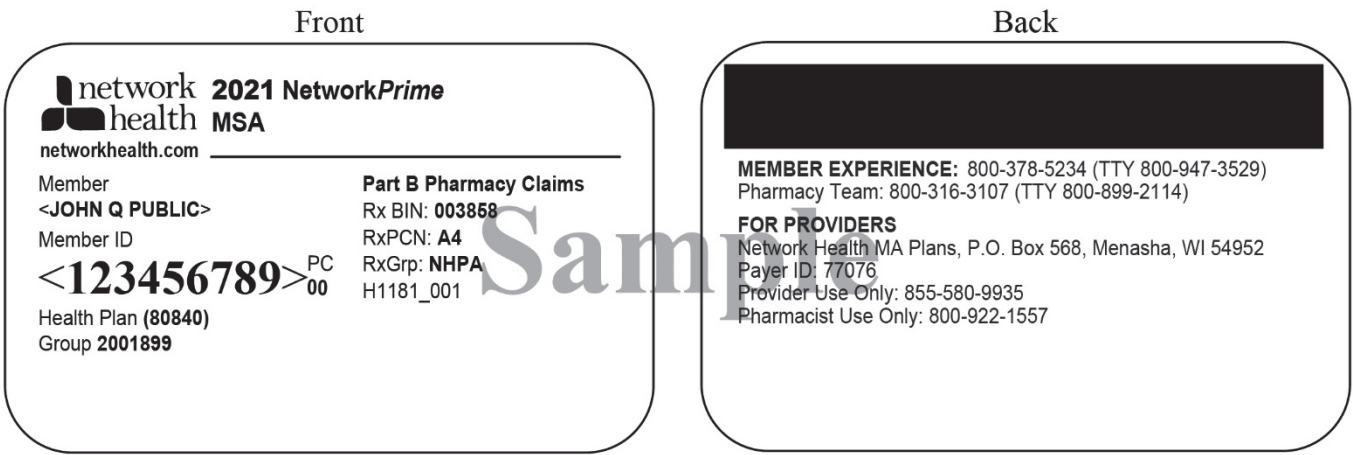 Front
network health
2021 NetworkPrime
MSA
networkhealth.com
Member
<JOHN Q PUBLIC>
Member ID
<123456789> PC 00
Health Plan (80840)
Group 2001899
Part B Pharmacy Claims
Rx BIN: 003858
RxPCN: A4
RxGrp: NHPA
H1181_001
Sample
Back
MEMBER EXPERIENCE: 800-378-5234 (TTY 800-947-3529)
Pharmacy Team: 800-316-3107 (TTY 800-899-2114)
FOR PROVIDERS
Network Health MA Plans, P.O. Box 568, Menasha, WI 54952
Payer ID: 77076
Provider Use Only: 855-580-9935
Pharmacist Use Only: 800-922-1557